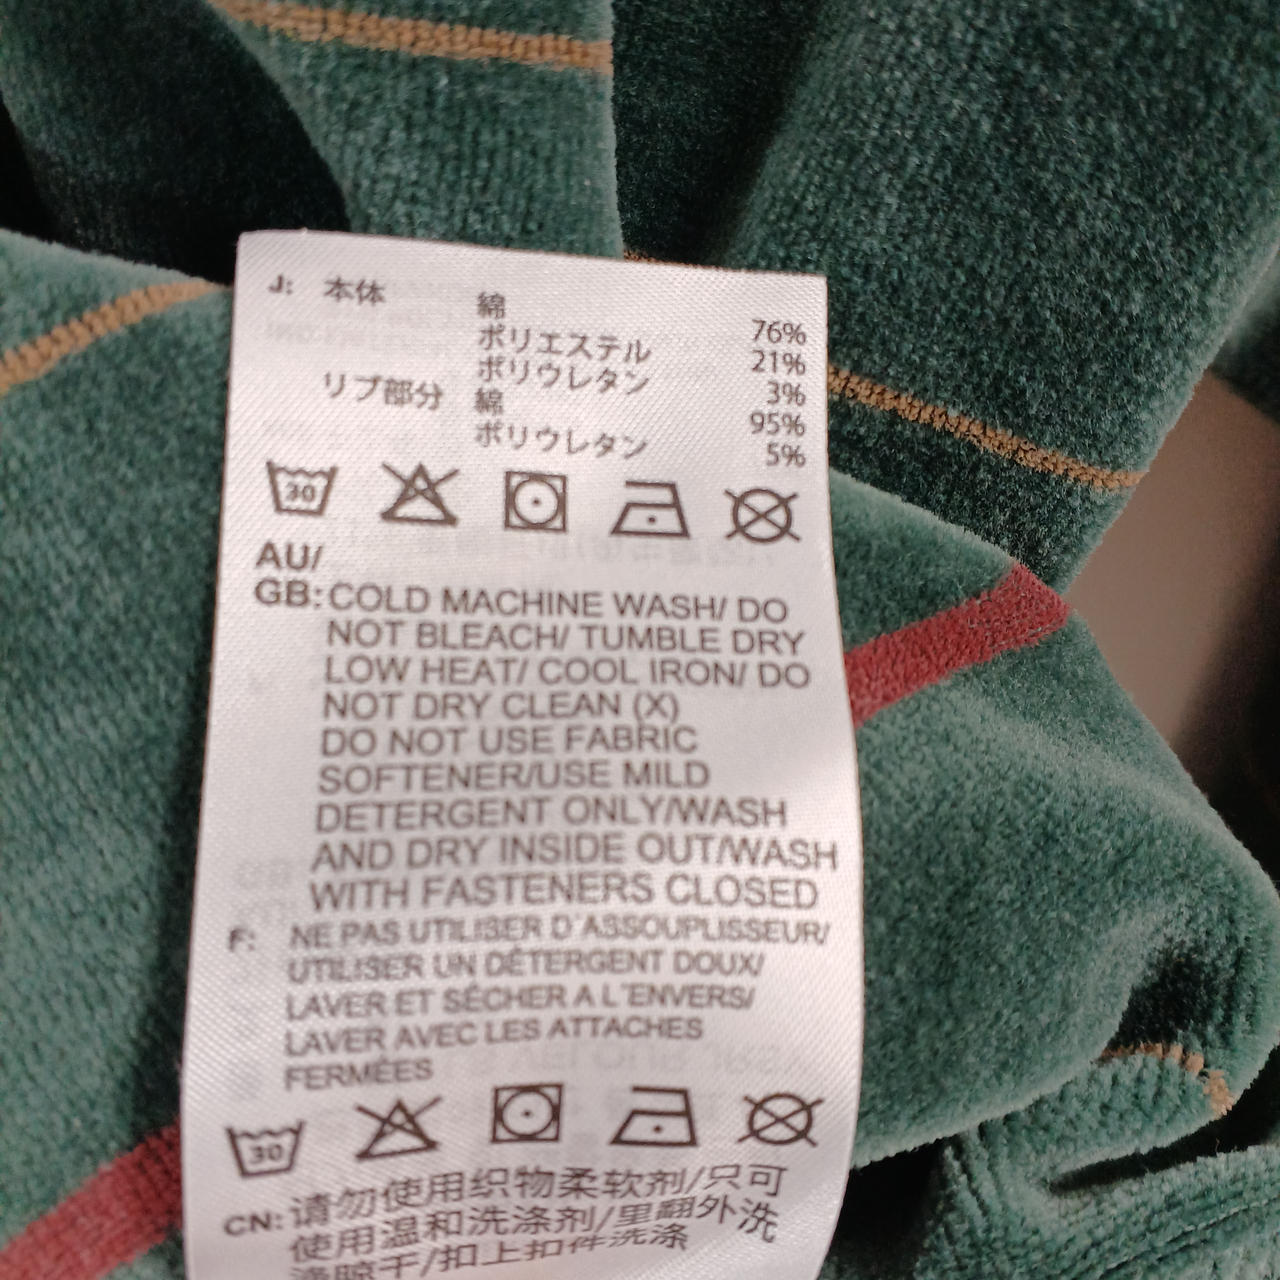 J: 本体 綿 76%
ポリエステル 21%
ポリウレタン 3%
リブ部分 綿 95%
ポリウレタン 5%
30
AU/
GB: COLD MACHINE WASH/ DO
NOT BLEACH/ TUMBLE DRY
LOW HEAT/ COOL IRON/ DO
NOT DRY CLEAN (X)
DO NOT USE FABRIC
SOFTENER/USE MILD
DETERGENT ONLY/WASH
AND DRY INSIDE OUT/WASH
WITH FASTENERS CLOSED
F: NE PAS UTILISER D'ASSOUPLISSEUR/
UTILISER UN DÉTERGENT DOUX/
LAVER ET SÉCHER A L'ENVERS/
LAVER AVEC LES ATTACHES
FERMÉES
30
CN: 请勿使用织物柔软剂/只可
使用温和洗涤剂/里翻外洗
涤晾干/扣上扣件洗涤